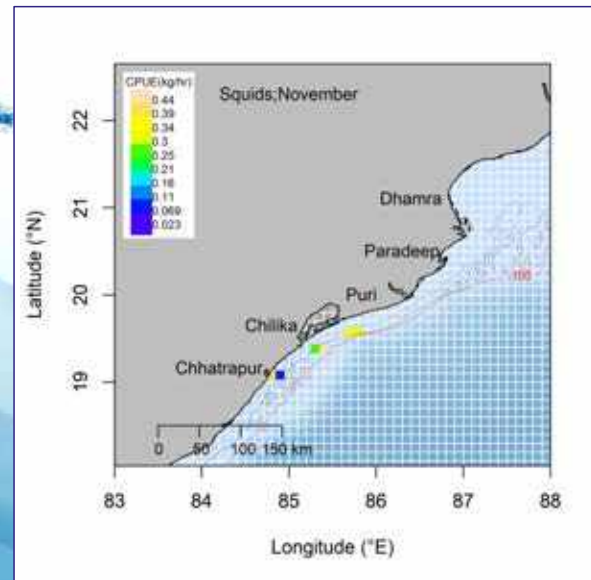 CPUE(kg/hr)
0.44
0.39
0.34
0.3
0.25
0.21
0.16
0.11
0.069
0.023
Squids;November
Dhamra
Paradeep
Puri
Chilika
Chhatrapur
100
0 50 100 150 km
22
21
20
19
Latitude (°N)
83 84 85 86 87 88
Longitude (°E)